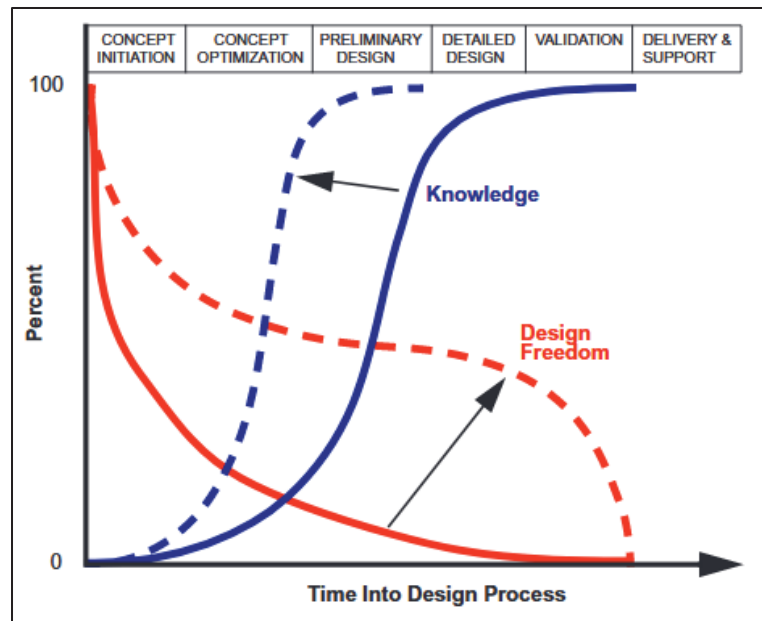 CONCEPT INITIATION
CONCEPT OPTIMIZATION
PRELIMINARY DESIGN
DETAILED DESIGN
VALIDATION
DELIVERY & SUPPORT
100
Knowledge
Percent
Design
Freedom
0
Time Into Design Process